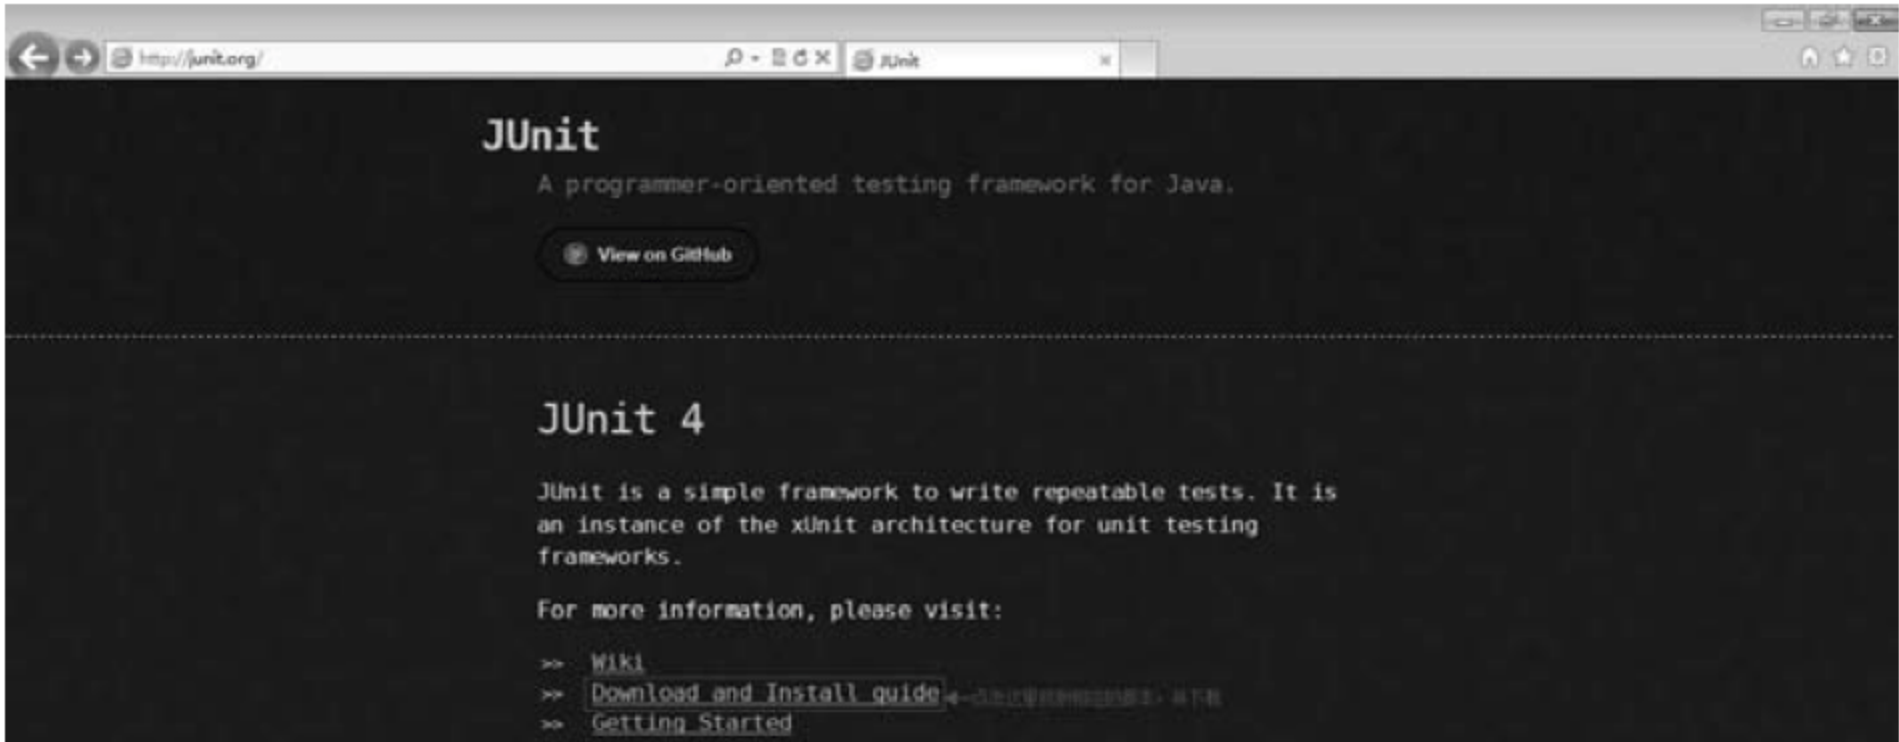 http://junit.org/
JUnit
JUnit
A programmer-oriented testing framework for Java.
View on GitHub
JUnit 4
JUnit is a simple framework to write repeatable tests. It is
an instance of the xUnit architecture for unit testing
frameworks.
For more information, please visit:
>> Wiki
>> Download and Install guide
>> Getting Started